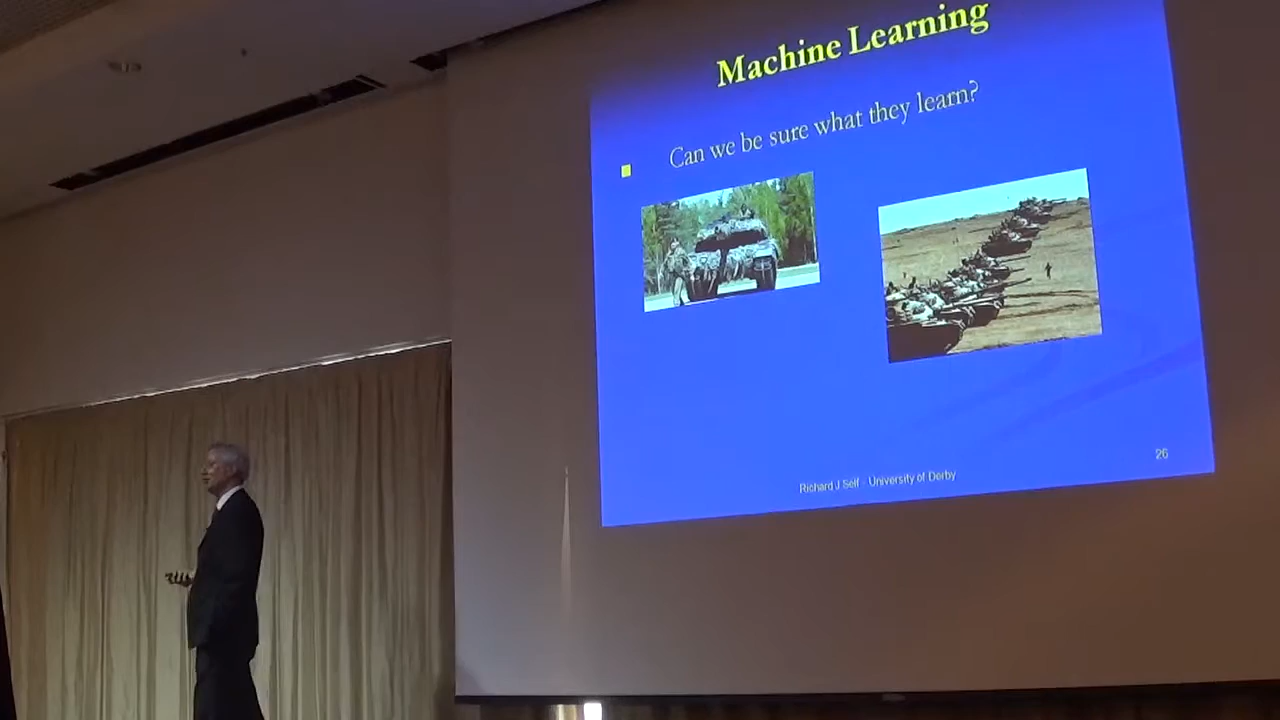 Machine Learning
Can we be sure what they learn?
Richard J Self - University of Derby
26